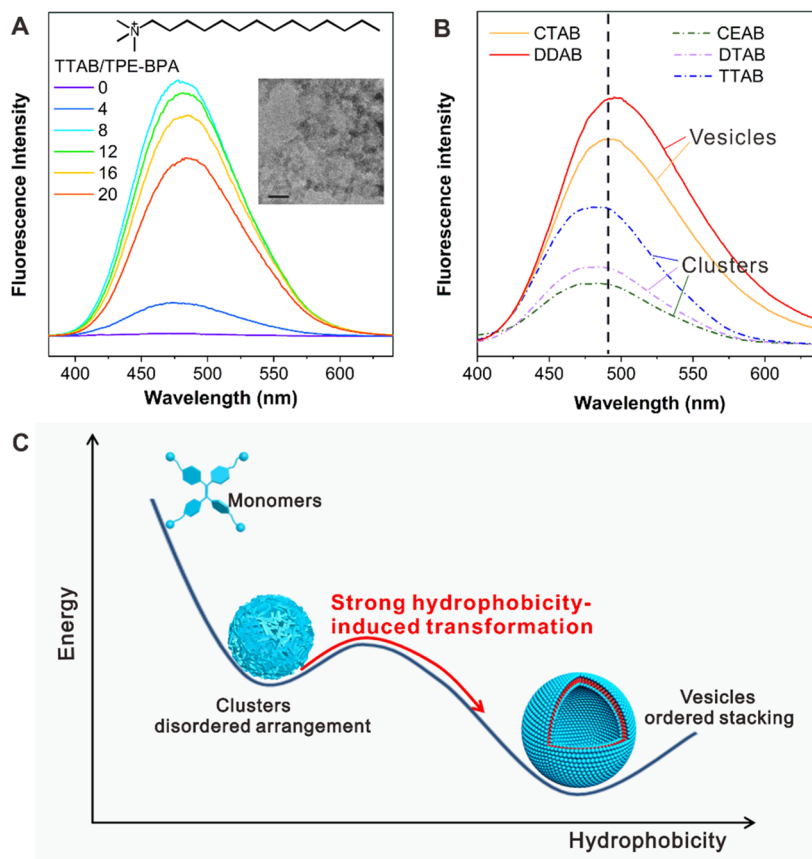 A
N+
TTAB/TPE-BPA
0
4
8
12
16
20
Fluorescence Intensity
400 450 500 550 600
Wavelength (nm)
B
CTAB
DDAB
CEAB
DTAB
TTAB
Vesicles
Clusters
Fluorescence Intensity
400 450 500 550 600
Wavelength (nm)
C
Monomers
Strong hydrophobicity-
induced transformation
Energy
Clusters
disordered arrangement
Vesicles
ordered stacking
Hydrophobicity